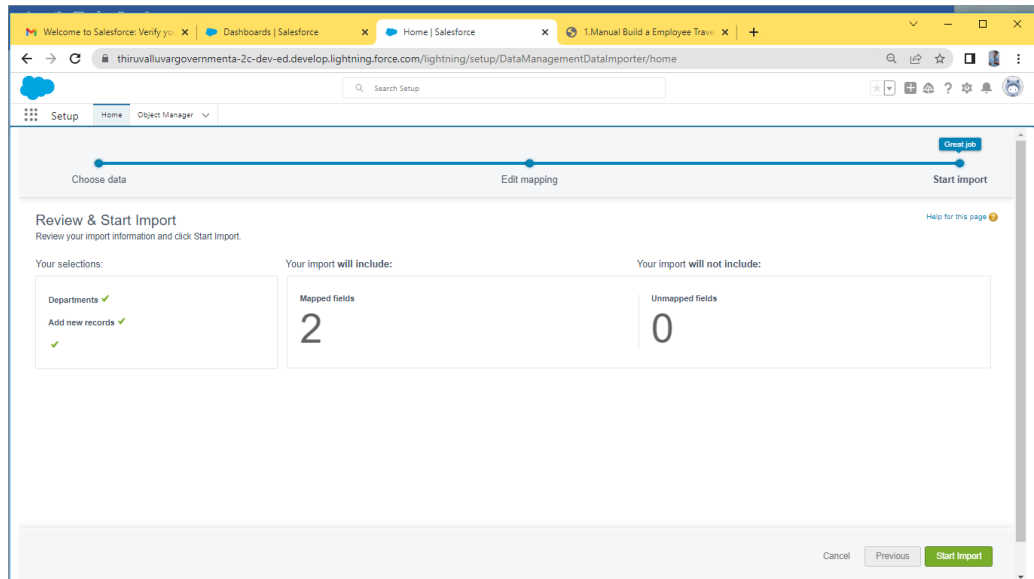 Welcome to Salesforce: Verify yo
Dashboards | Salesforce
Home | Salesforce
1.Manual Build a Employee Trave
thiruvalluvargovernmenta-2c-dev-ed.develop.lightning.force.com/lightning/setup/DataManagementDataImporter/home
Search Setup
Setup
Home
Object Manager
Great job
Choose data
Edit mapping
Start import
Review & Start Import
Help for this page
Review your import information and click Start Import.
Your selections:
Your import will include:
Your import will not include:
Departments
Add new records
Mapped fields
2
Unmapped fields
0
Cancel
Previous
Start Import